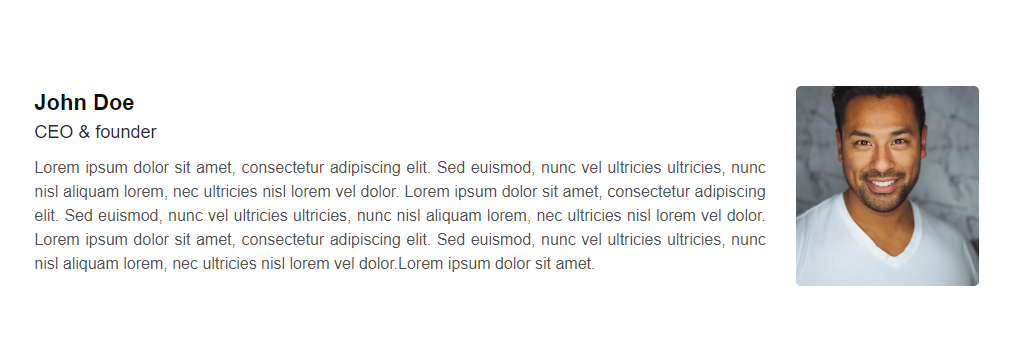 John Doe
CEO & founder
Lorem ipsum dolor sit amet, consectetur adipiscing elit. Sed euismod, nunc vel ultricies ultricies, nunc
nisl aliquam lorem, nec ultricies nisl lorem vel dolor. Lorem ipsum dolor sit amet, consectetur adipiscing
elit. Sed euismod, nunc vel ultricies ultricies, nunc nisl aliquam lorem, nec ultricies nisl lorem vel dolor.
Lorem ipsum dolor sit amet, consectetur adipiscing elit. Sed euismod, nunc vel ultricies ultricies, nunc
nisl aliquam lorem, nec ultricies nisl lorem vel dolor.Lorem ipsum dolor sit amet.